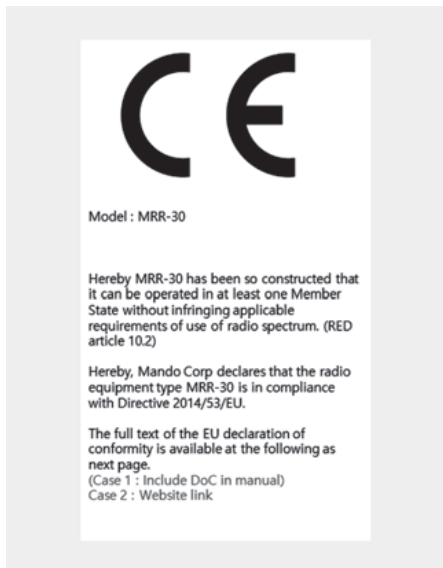 CE
Model : MRR-30
Hereby MRR-30 has been so constructed that
it can be operated in at least one Member
State without infringing applicable
requirements of use of radio spectrum. (RED
article 10.2)
Hereby, Mando Corp declares that the radio
equipment type MRR-30 is in compliance
with Directive 2014/53/EU.
The full text of the EU declaration of
conformity is available at the following as
next page.
(Case 1 : Include DoC in manual)
Case 2 : Website link